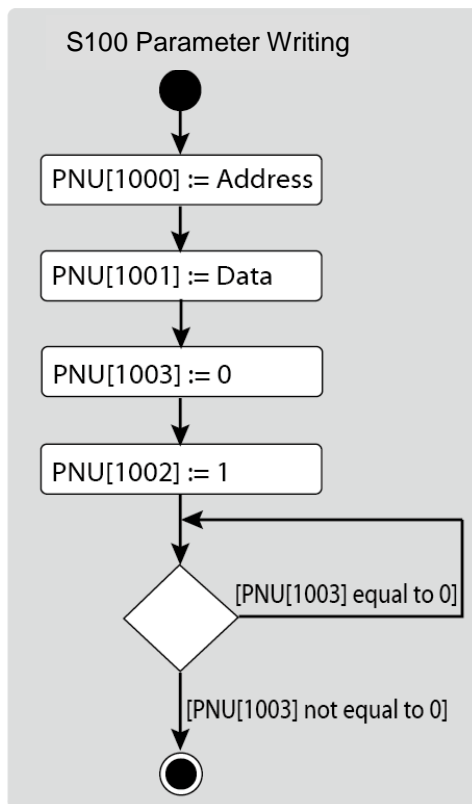 S100 Parameter Writing
PNU[1000] := Address
PNU[1001] := Data
PNU[1003] := 0
PNU[1002] := 1
[PNU[1003] equal to 0]
[PNU[1003] not equal to 0]